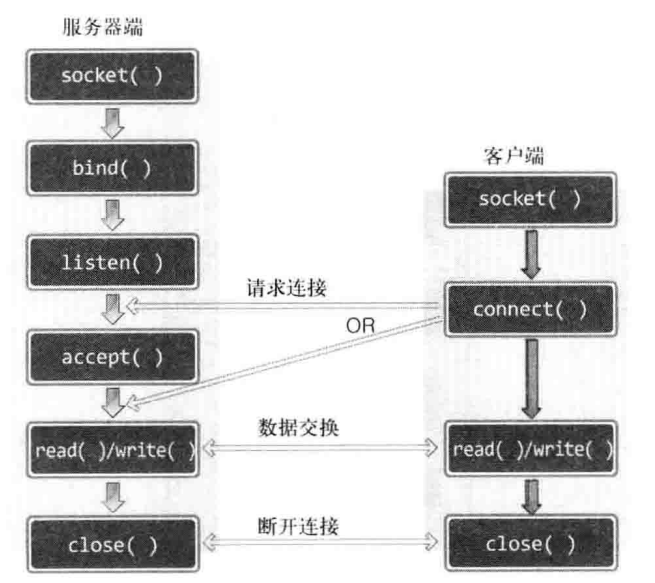 服务器端
socket( )
bind( )
listen( )
accept( )
read( )/write( )
close( )
请求连接
OR
数据交换
断开连接
客户端
socket( )
connect( )
read( )/write( )
close( )